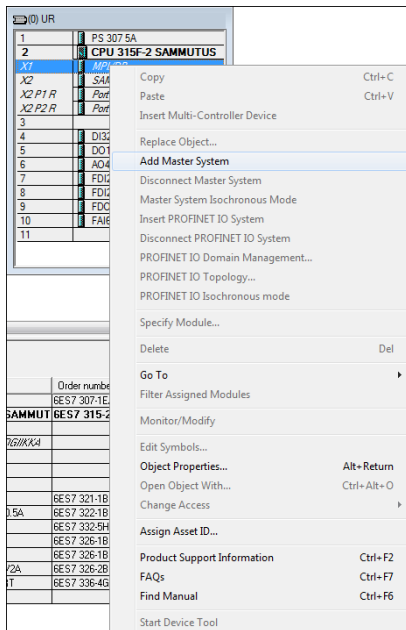 (0) UR
1 PS 307 5A
2 CPU 315F-2 SAMMUTUS
X1
X2 SAM
X2 P1 R Port
X2 P2 R Port
3
4 DI32
5 DO1
6 AO4
7 FDI2
8 FDI2
9 FDO
10 FAI6
11
Copy Ctrl+C
Paste Ctrl+V
Insert Multi-Controller Device
Replace Object...
Add Master System
Disconnect Master System
Master System Isochronous Mode
Insert PROFINET IO System
Disconnect PROFINET IO System
PROFINET IO Domain Management...
PROFINET IO Topology...
PROFINET IO Isochronous mode
Specify Module...
Delete Del
Go To
Filter Assigned Modules
Monitor/Modify
Edit Symbols...
Object Properties... Alt+Return
Open Object With... Ctrl+Alt+O
Change Access
Assign Asset ID...
Product Support Information Ctrl+F2
FAQs Ctrl+F7
Find Manual Ctrl+F6
Start Device Tool
Order numbe
6ES7 307-1E
SAMMUT 6ES7 315-2
6ES7 321-1B
0.5A 6ES7 322-1B
6ES7 332-5H
6ES7 326-1B
6ES7 326-1B
/2A 6ES7 326-2B
6ES7 336-4G